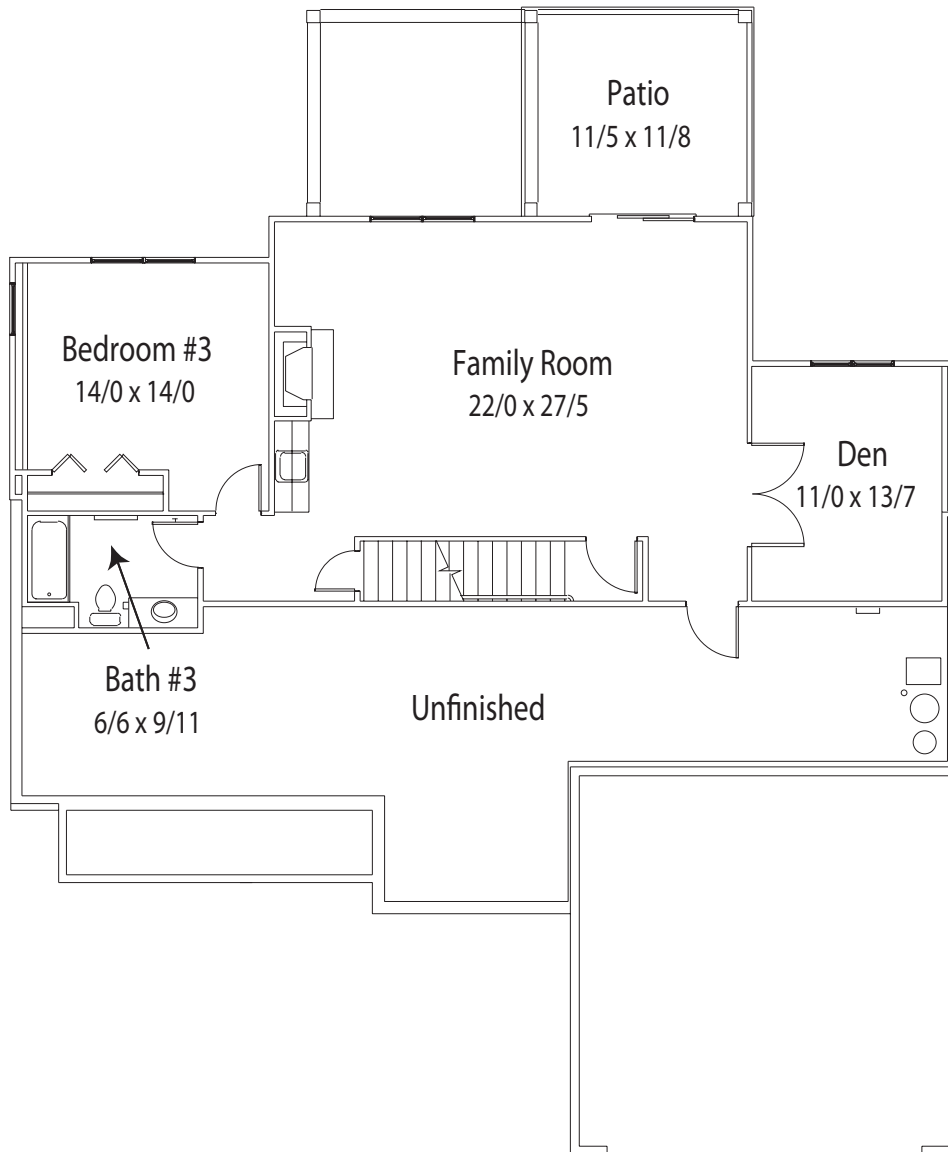 Patio
11/5 x 11/8
Bedroom #3
14/0 x 14/0
Family Room
22/0 x 27/5
Den
11/0 x 13/7
Bath #3
6/6 x 9/11
Unfinished